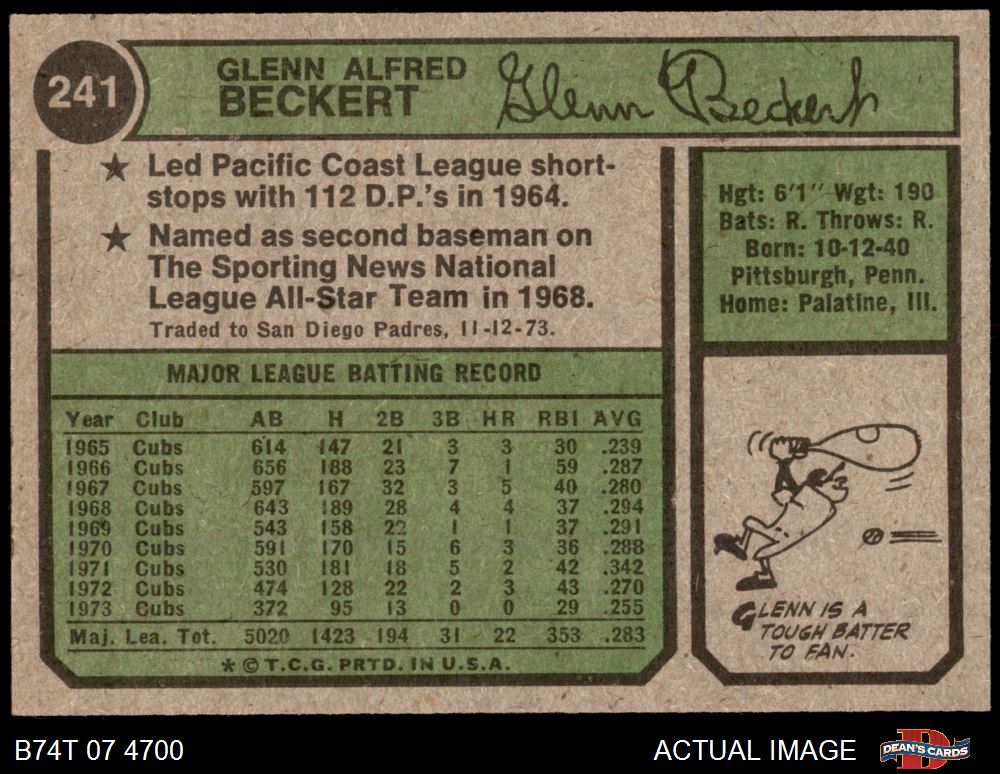 241
GLENN ALFRED
BECKERT
Glenn Beckert
★ Led Pacific Coast League short-
stops with 112 D.P.'s in 1964.
★ Named as second baseman on
The Sporting News National
League All-Star Team in 1968.
Traded to San Diego Padres, 11-12-73.
Hgt: 6'1" Wgt: 190
Bats: R. Throws: R.
Born: 10-12-40
Pittsburgh, Penn.
Home: Palatine, Ill.
MAJOR LEAGUE BATTING RECORD
Year Club AB H 2B 3B HR RBI AVG
1965 Cubs 614 147 21 3 3 30 .239
1966 Cubs 656 188 23 7 1 59 .287
1967 Cubs 597 167 32 3 5 40 .280
1968 Cubs 643 189 28 4 4 37 .294
1969 Cubs 543 158 22 1 1 37 .291
1970 Cubs 591 170 15 6 3 36 .288
1971 Cubs 530 181 18 5 2 42 .342
1972 Cubs 474 128 22 2 3 43 .270
1973 Cubs 372 95 13 0 0 29 .255
Maj. Lea. Tot. 5020 1423 194 31 22 353 .283
* © T.C.G. PRTD. IN U.S.A.
GLENN IS A
TOUGH BATTER
TO FAN.
B74T 07 4700
ACTUAL IMAGE
DEAN'S CARDS